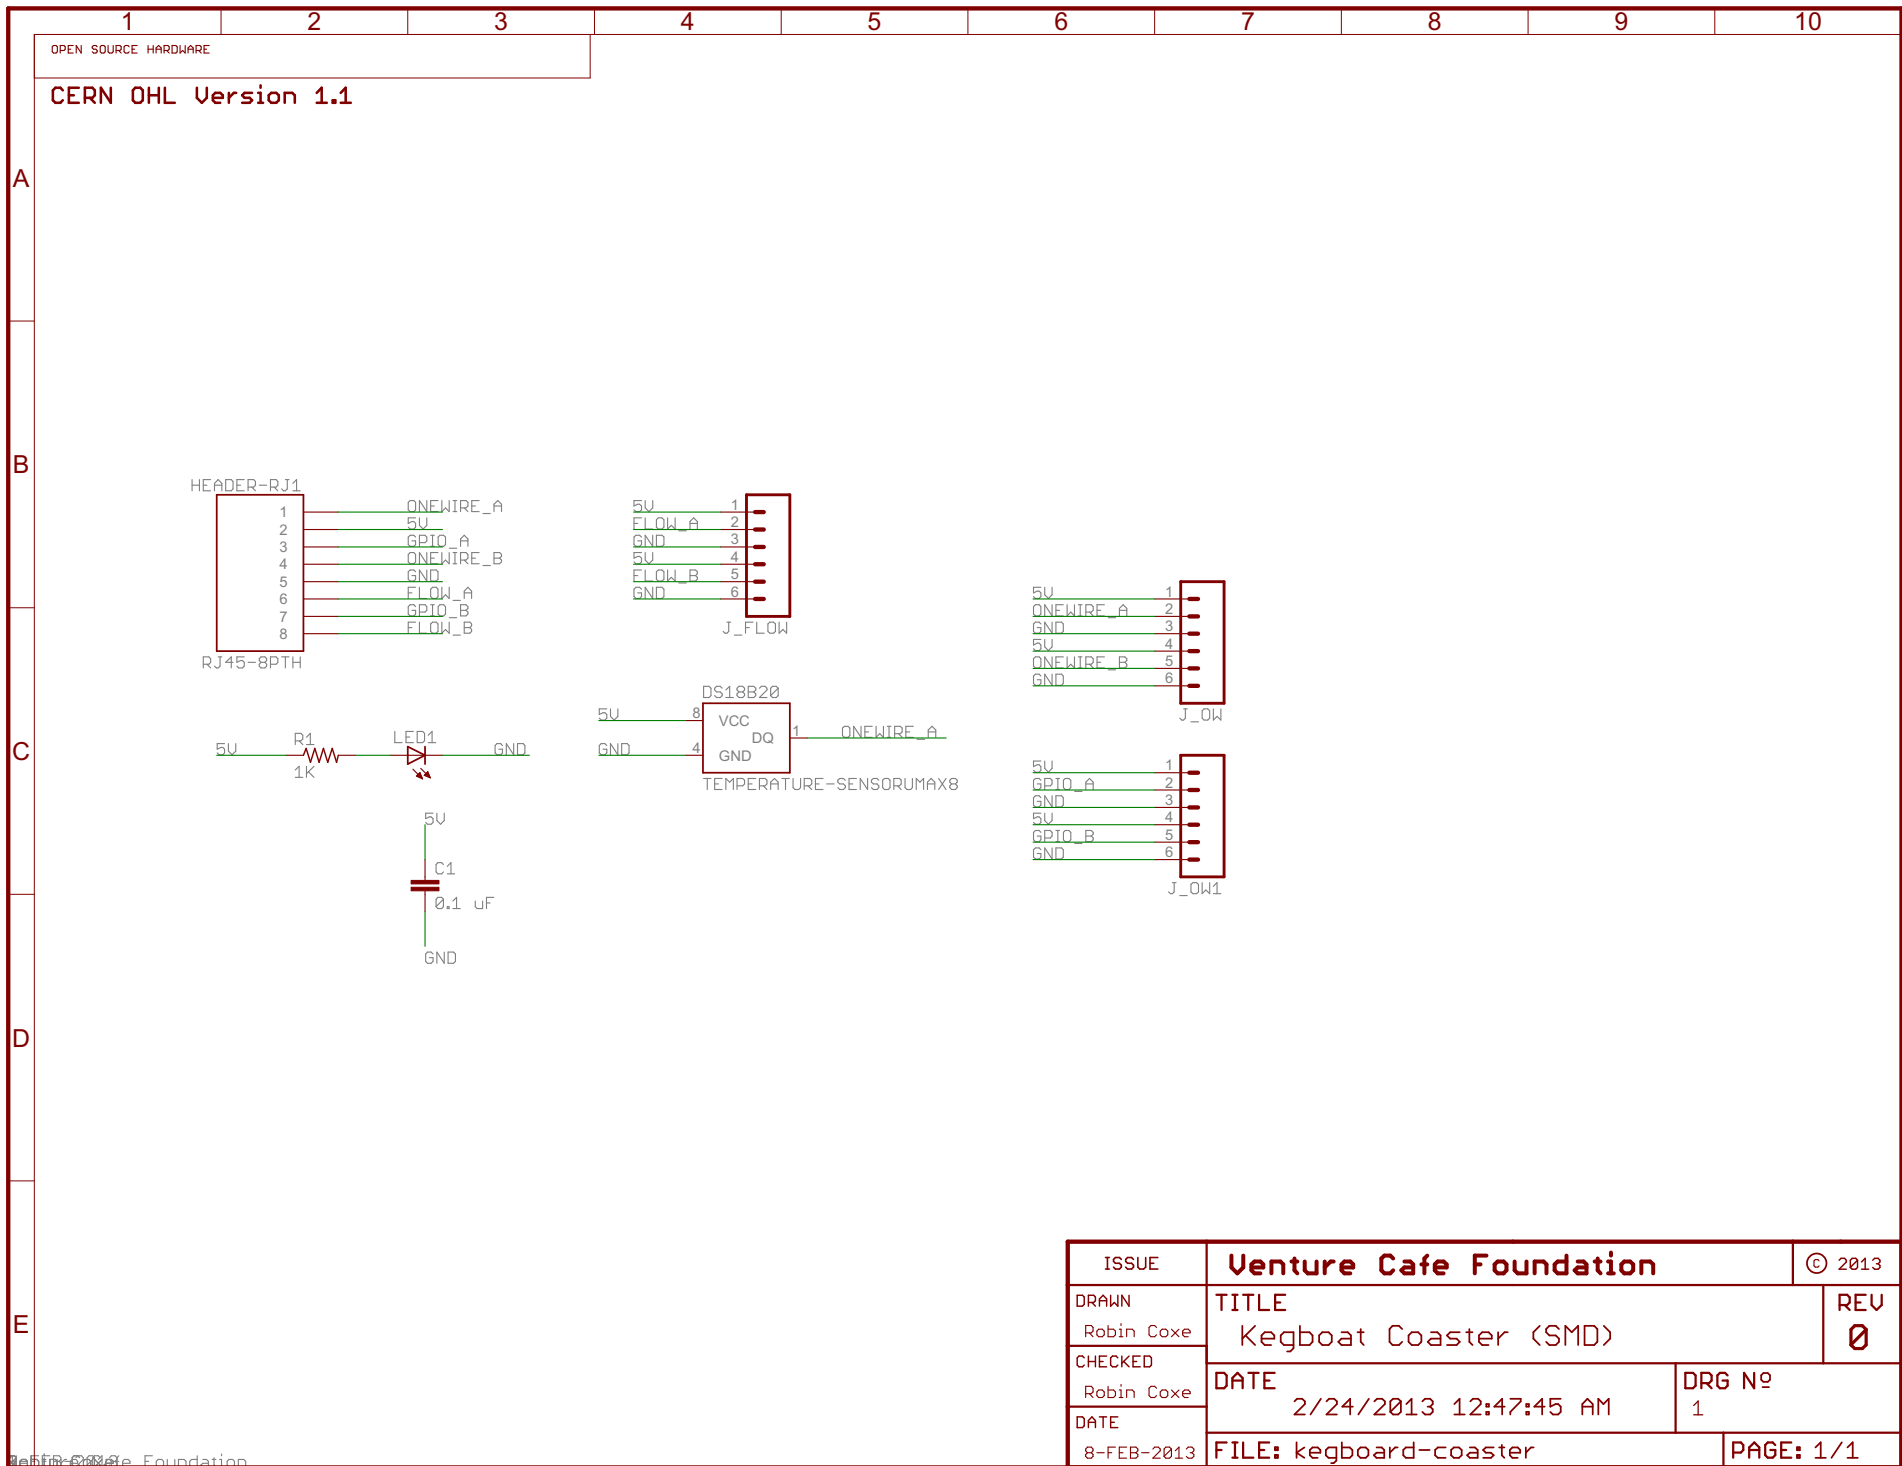 1 2 3 4 5 6 7 8 9 10
OPEN SOURCE HARDWARE
CERN OHL Version 1.1
A
B
C
D
E
HEADER-RJ1
1 ONEWIRE_A
2 5V
3 GPIO_A
4 ONEWIRE_B
5 GND
6 FLOW_A
7 GPIO_B
8 FLOW_B
RJ45-8PTH
5V 1
FLOW_A 2
GND 3
5V 4
FLOW_B 5
GND 6
J_FLOW
5V 1
ONEWIRE_A 2
GND 3
5V 4
ONEWIRE_B 5
GND 6
J_OW
5V R1 LED1 GND
1K
DS18B20
5V 8 VCC
DQ 1 ONEWIRE_A
GND 4 GND
TEMPERATURE-SENSORUMAX8
5V 1
GPIO_A 2
GND 3
5V 4
GPIO_B 5
GND 6
J_OW1
5V
C1
0.1 uF
GND
ISSUE Venture Cafe Foundation © 2013
DRAWN
Robin Coxe
CHECKED
Robin Coxe
DATE
8-FEB-2013
TITLE
Kegboat Coaster (SMD)
REV
0
DATE
2/24/2013 12:47:45 AM
DRG Nº
1
FILE: kegboard-coaster
PAGE: 1/1
Foundation